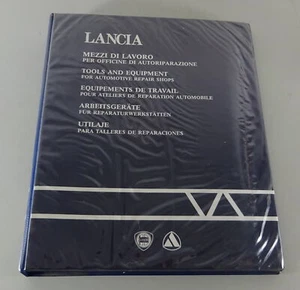 LANCIA
MEZZI DI LAVORO
PER OFFICINE DI AUTORIPARAZIONE
TOOLS AND EQUIPMENT
FOR AUTOMOTIVE REPAIR SHOPS
EQUIPEMENTS DE TRAVAIL
POUR ATELIERS DE REPARATION AUTOMOBILE
ARBEITSGERÄTE
FÜR REPARATURWERKSTÄTTEN
UTILAJE
PARA TALLERES DE REPARACIONES